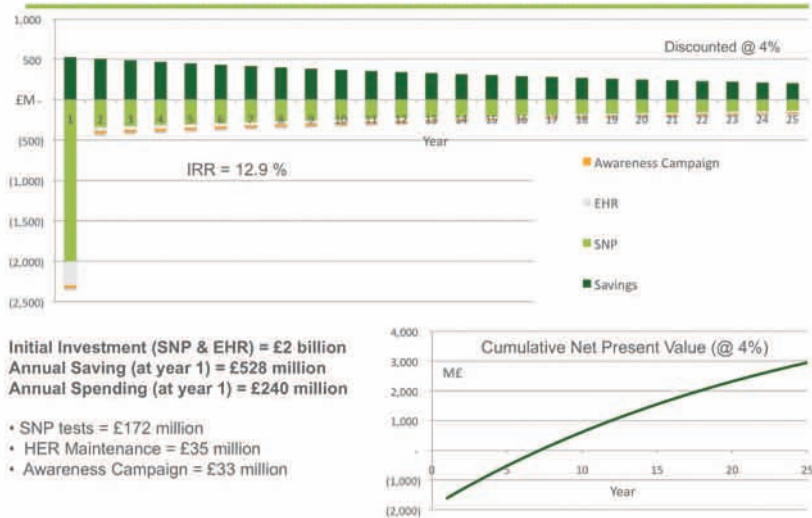 1,000
Discounted @ 4%
500
£M -
1 2 3 4 5 6 7 8 9 10 11 12 13 14 15 16 17 18 19 20 21 22 23 24 25
(500)
Year
IRR = 12.9 %
Awareness Campaign
(1,000)
EHR
(1,500)
SNP
(2,000)
Savings
(2,500)
Initial Investment (SNP & EHR) = £2 billion
Annual Saving (at year 1) = £528 million
Annual Spending (at year 1) = £240 million
• SNP tests = £172 million
• HER Maintenance = £35 million
• Awareness Campaign = £33 million
4,000
Cumulative Net Present Value (@ 4%)
3,000
M£
2,000
1,000
-
0 5 10 15 20 25
(1,000)
Year
(2,000)